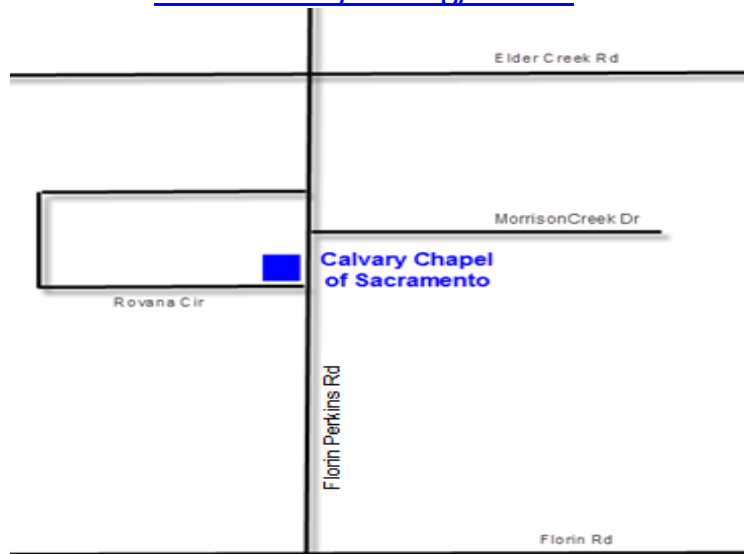 Elder Creek Rd
MorrisonCreek Dr
Calvary Chapel
of Sacramento
Rovana Cir
Florin Perkins Rd
Florin Rd